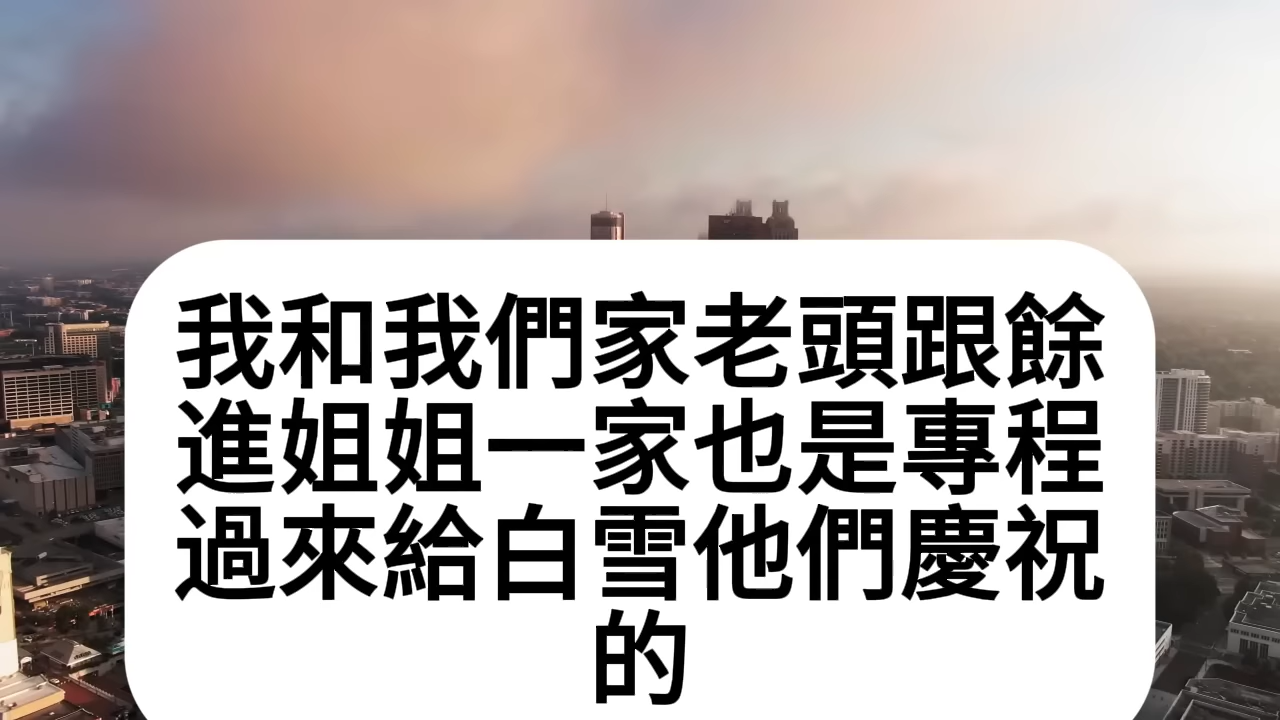 我和我們家老頭跟餘
進姐姐一家也是專程
過來給白雪他們慶祝
的